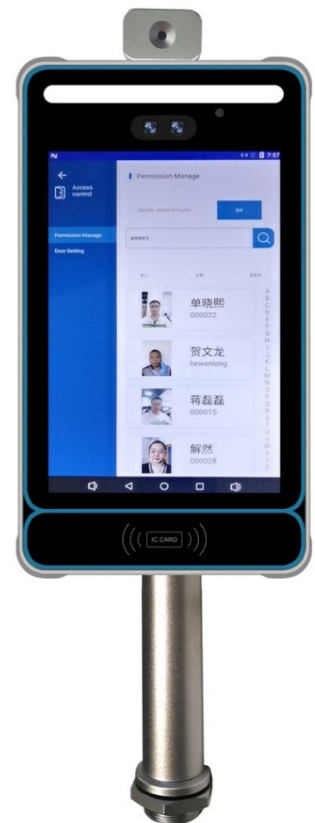 N 7:57
Access control
Permission Manage
Permission Manage
Door Setting
单晓熙
000022
贺文龙
hewenlong
蒋磊磊
000015
解然
000028
A
B
C
D
E
F
G
H
I
J
K
L
M
N
O
P
Q
R
S
T
U
V
W
X
Y
Z
IC CARD